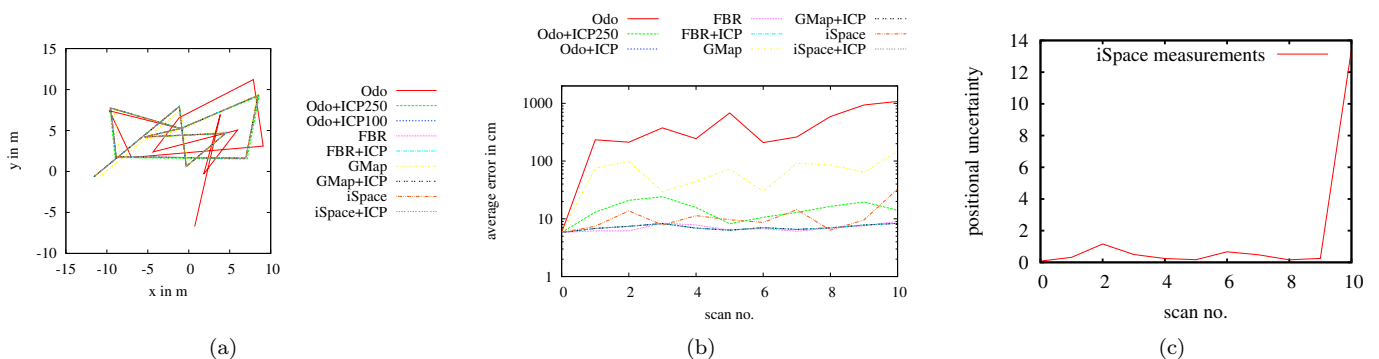 15
10
5
0
-5
-10
-15 -10 -5 0 5 10
y in m
x in m
Odo
Odo+ICP250
Odo+ICP100
FBR
FBR+ICP
GMap
GMap+ICP
iSpace
iSpace+ICP
(a)
Odo FBR GMap+ICP
Odo+ICP250 FBR+ICP iSpace
Odo+ICP GMap iSpace+ICP
1000
100
10
1
0 2 4 6 8 10
average error in cm
scan no.
(b)
14
12
10
8
6
4
2
0
0 2 4 6 8 10
positional uncertainty
iSpace measurements
scan no.
(c)